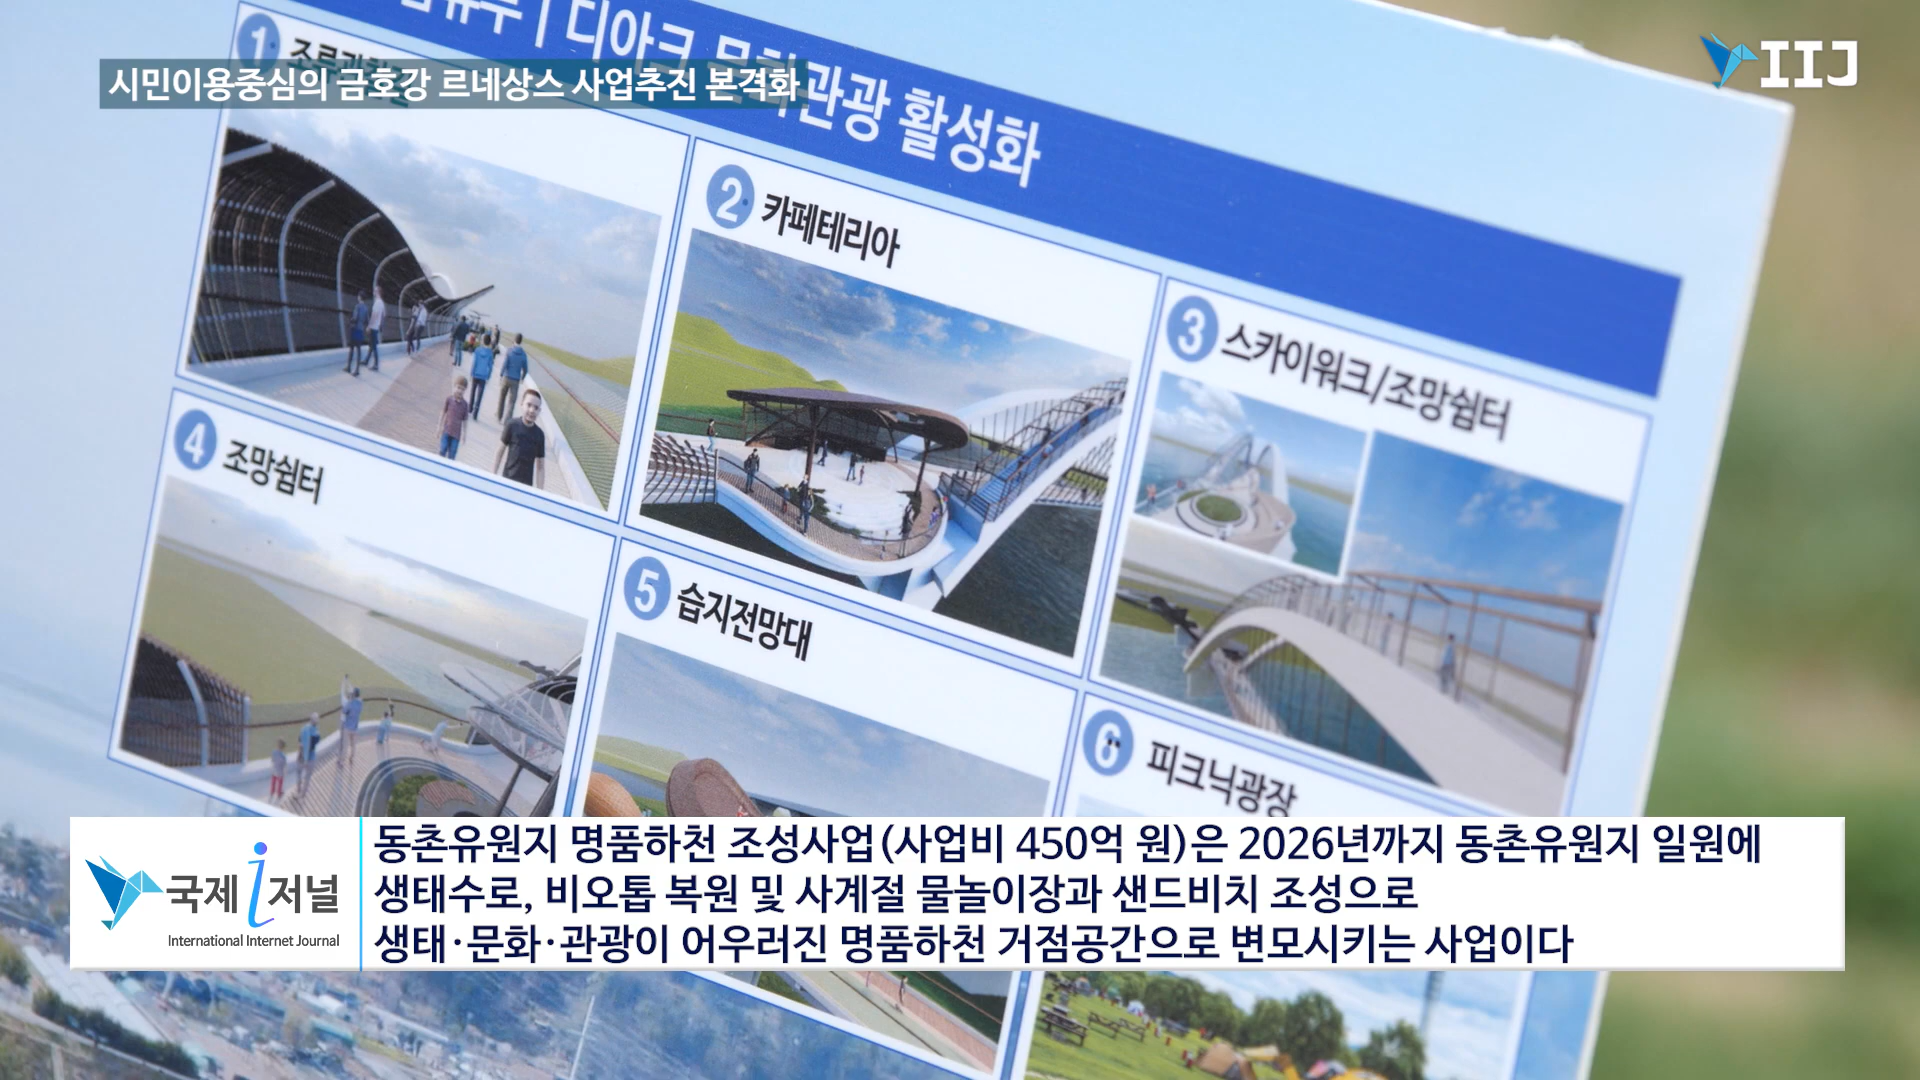 시민이용중심의 금호강 르네상스 사업추진 본격화
IIJ
디아크 문화관광 활성화
1
2 카페테리아
3 스카이워크/조망쉼터
4 조망쉼터
5 습지전망대
6 피크닉광장
국제i저널
International Internet Journal
동촌유원지 명품하천 조성사업(사업비 450억 원)은 2026년까지 동촌유원지 일원에
생태수로, 비오톱 복원 및 사계절 물놀이장과 샌드비치 조성으로
생태·문화·관광이 어우러진 명품하천 거점공간으로 변모시키는 사업이다